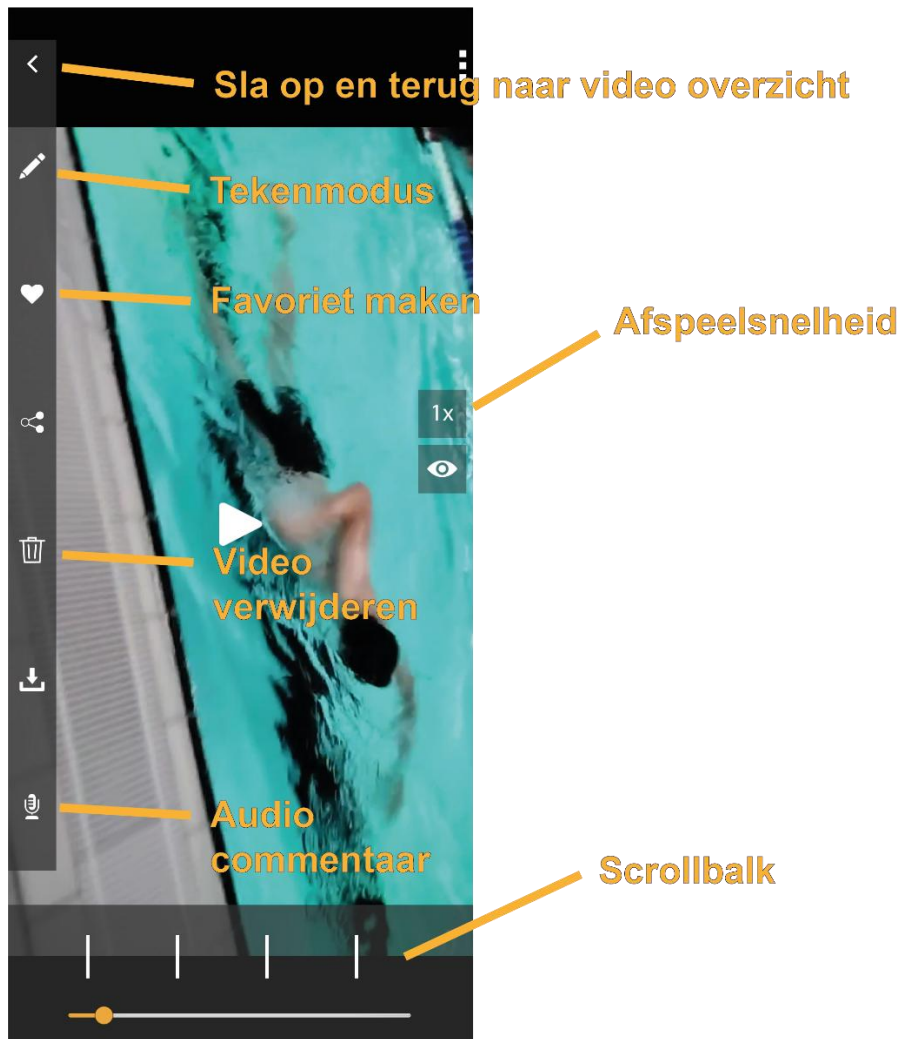 Sla op en terug naar video overzicht
Tekenmodus
Favoriet maken
Afspeelsnelheid
1x
Video
verwijderen
Audio
commentaar
Scrollbalk